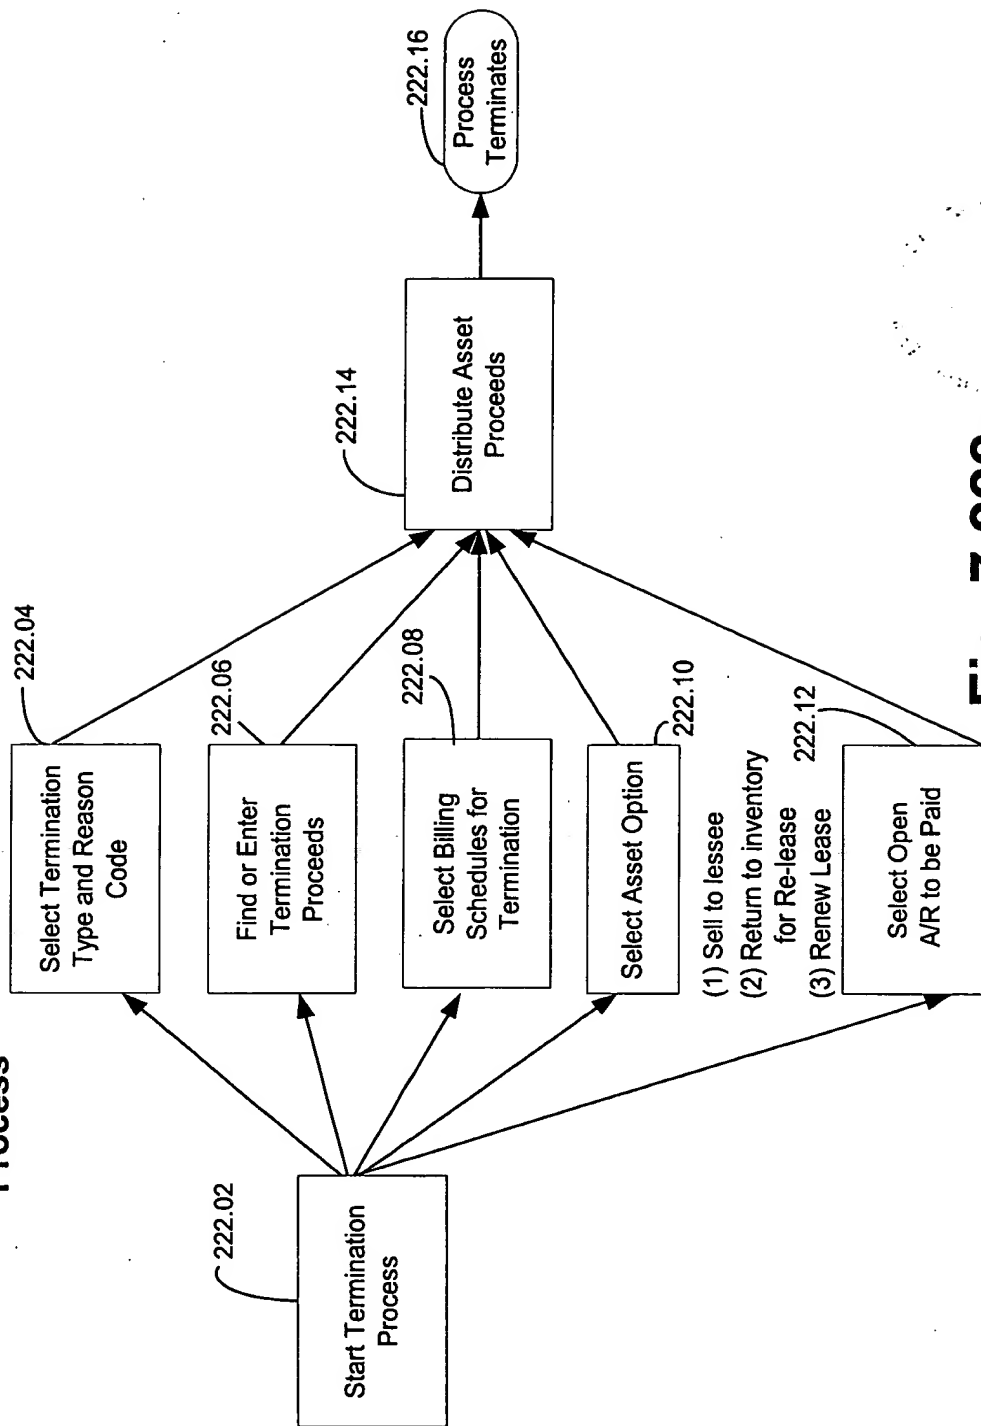 Process
222.02
Start Termination
Process
222.04
Select Termination
Type and Reason
Code
222.06
Find or Enter
Termination
Proceeds
222.08
Select Billing
Schedules for
Termination
222.10
Select Asset Option
(1) Sell to lessee
(2) Return to inventory
for Re-lease
(3) Renew Lease
222.12
Select Open
A/R to be Paid
222.14
Distribute Asset
Proceeds
222.16
Process
Terminates